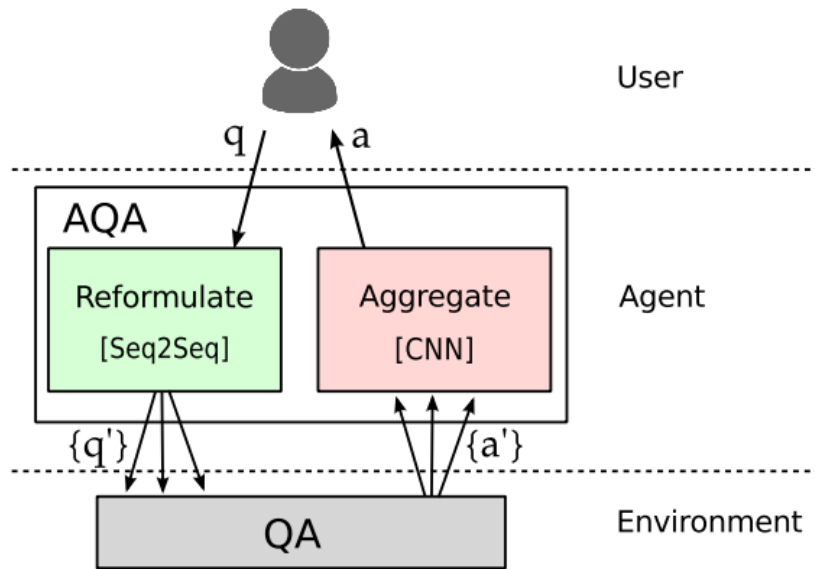 User
q
a
AQA
Reformulate
[Seq2Seq]
Aggregate
[CNN]
Agent
{q'}
{a'}
QA
Environment